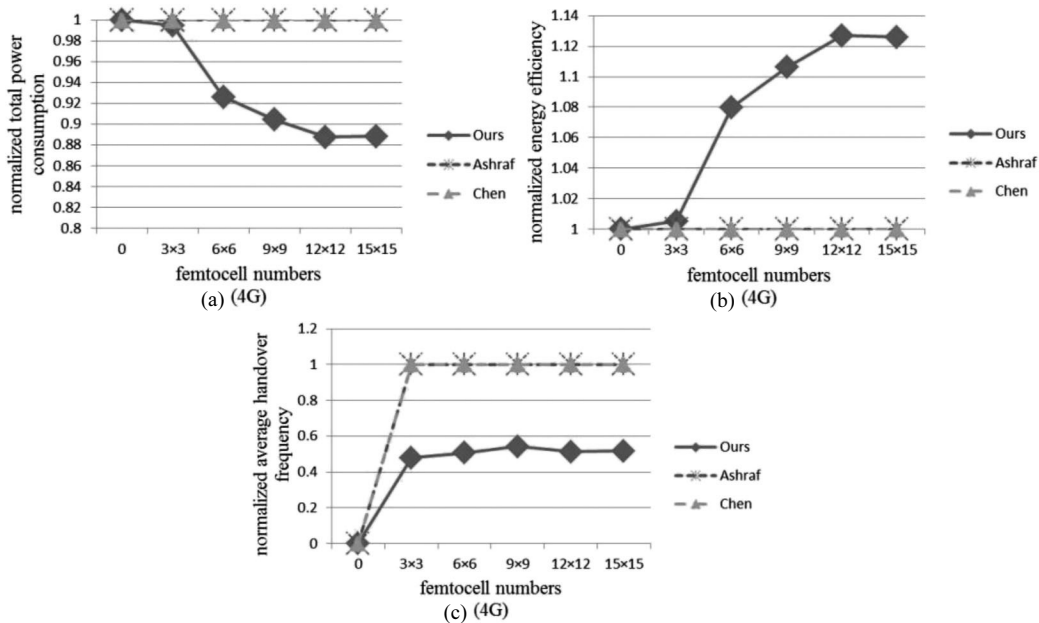 normalized total power
consumption
1
0.98
0.96
0.94
0.92
0.9
0.88
0.86
0.84
0.82
0.8
0 3×3 6×6 9×9 12×12 15×15
femtocell numbers
(a) (4G)
Ours
Ashraf
Chen
normalized energy efficiency
1.14
1.12
1.1
1.08
1.06
1.04
1.02
1
0 3×3 6×6 9×9 12×12 15×15
femtocell numbers
(b) (4G)
Ours
Ashraf
Chen
normalized average handover
frequency
1.2
1
0.8
0.6
0.4
0.2
0
0 3×3 6×6 9×9 12×12 15×15
femtocell numbers
(c) (4G)
Ours
Ashraf
Chen